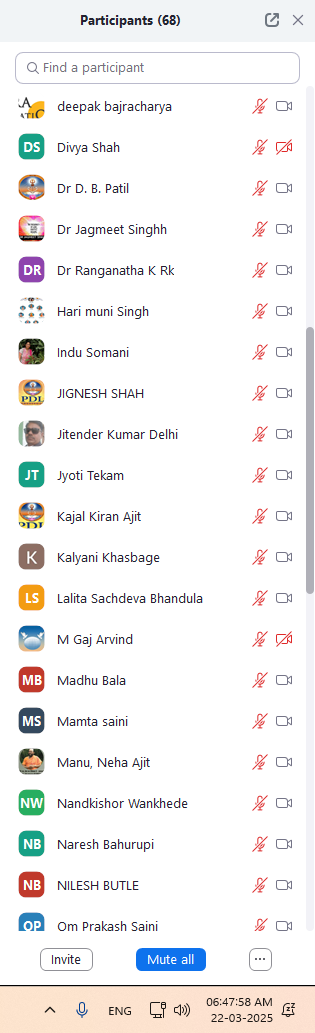 Participants (68)
Find a participant
deepak bajracharya
DS Divya Shah
Dr D. B. Patil
Dr Jagmeet Singhh
DR Dr Ranganatha K Rk
Hari muni Singh
Indu Somani
PDL JIGNESH SHAH
Jitender Kumar Delhi
JT Jyoti Tekam
Kajal Kiran Ajit
K Kalyani Khasbage
LS Lalita Sachdeva Bhandula
M Gaj Arvind
MB Madhu Bala
MS Mamta saini
Manu, Neha Ajit
NW Nandkishor Wankhede
NB Naresh Bahurupi
NB NILESH BUTLE
OP Om Prakash Saini
Invite Mute all ...
ENG 06:47:58 AM
22-03-2025